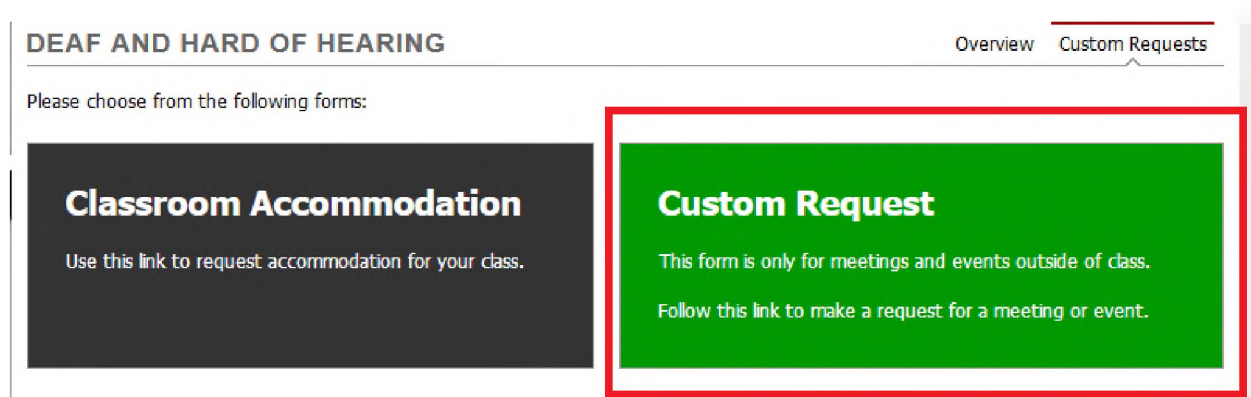 DEAF AND HARD OF HEARING
Overview Custom Requests
Please choose from the following forms:
Classroom Accommodation
Use this link to request accommodation for your class.
Custom Request
This form is only for meetings and events outside of class.
Follow this link to make a request for a meeting or event.